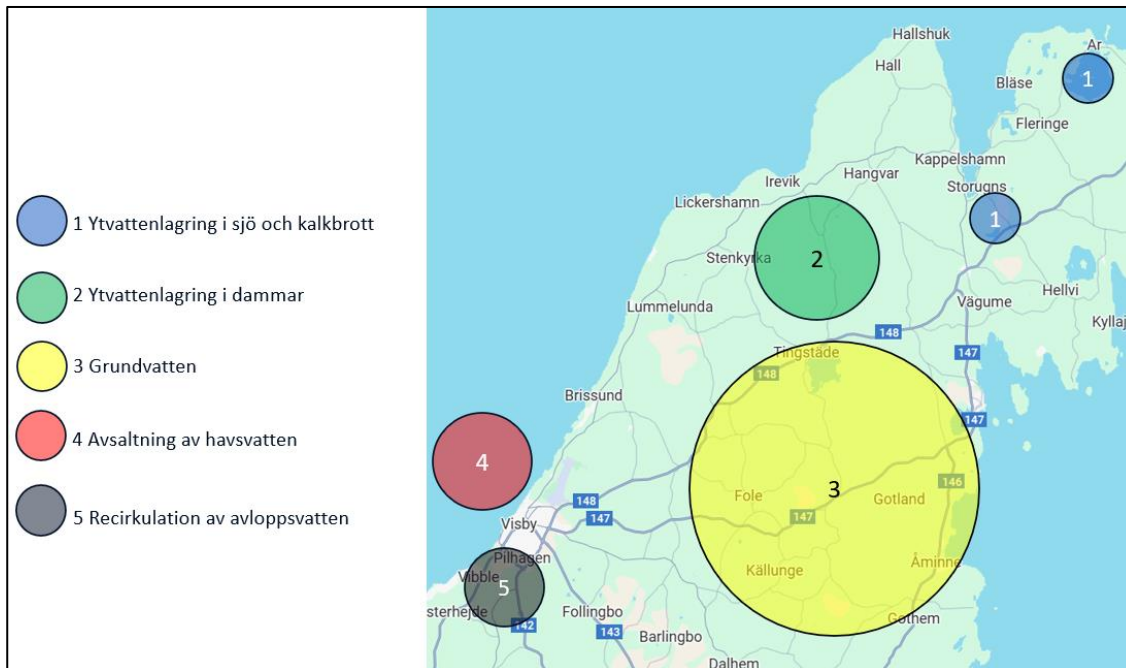 1 Ytvattenlagring i sjö och kalkbrott
2 Ytvattenlagring i dammar
3 Grundvatten
4 Avsaltning av havsvatten
5 Recirkulation av avloppsvatten
Hallshuk
Ar
Hall
1
Bläse
Fleringe
Kappelshamn
Hangvar
Irevik
Storugns
Lickershamn
1
Stenkyrka
2
Hellvi
Vägume
Lummelunda
Kyllaj
148
Tingstäde
147
148
Brissund
147
4
146
3
Fole
Gotland
148
147
147
Visby
Pilhagen
Åminne
Källunge
Vibble
5
sterhejde
Follingbo
Gothem
142
143
Barlingbo
Dalhem